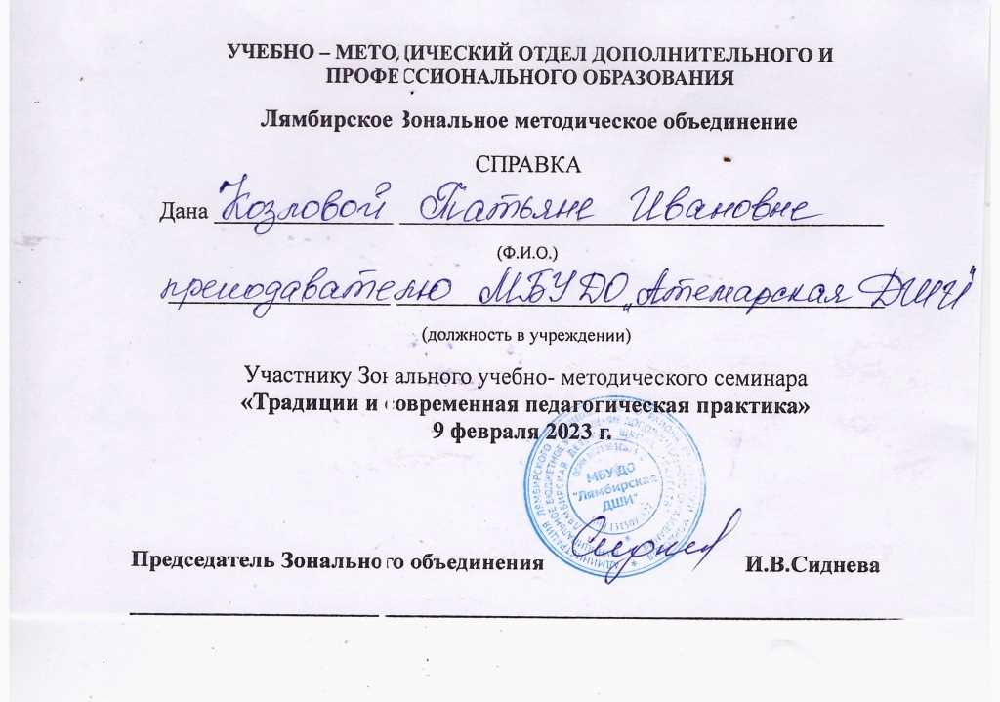 УЧЕБНО – МЕТОДИЧЕСКИЙ ОТДЕЛ ДОПОЛНИТЕЛЬНОГО И
ПРОФЕССИОНАЛЬНОГО ОБРАЗОВАНИЯ
Лямбирское Зональное методическое объединение
СПРАВКА
Дана Козловой Татьяне Ивановне
(Ф.И.О.)
преподавателю МБУДО „Атемарская ДШИ"
(должность в учреждении)
Участнику Зонального учебно- методического семинара
«Традиции и современная педагогическая практика»
9 февраля 2023 г.
МБУДО
"Лямбирская
ДШИ"
Председатель Зонального объединения И.В.Сиднева